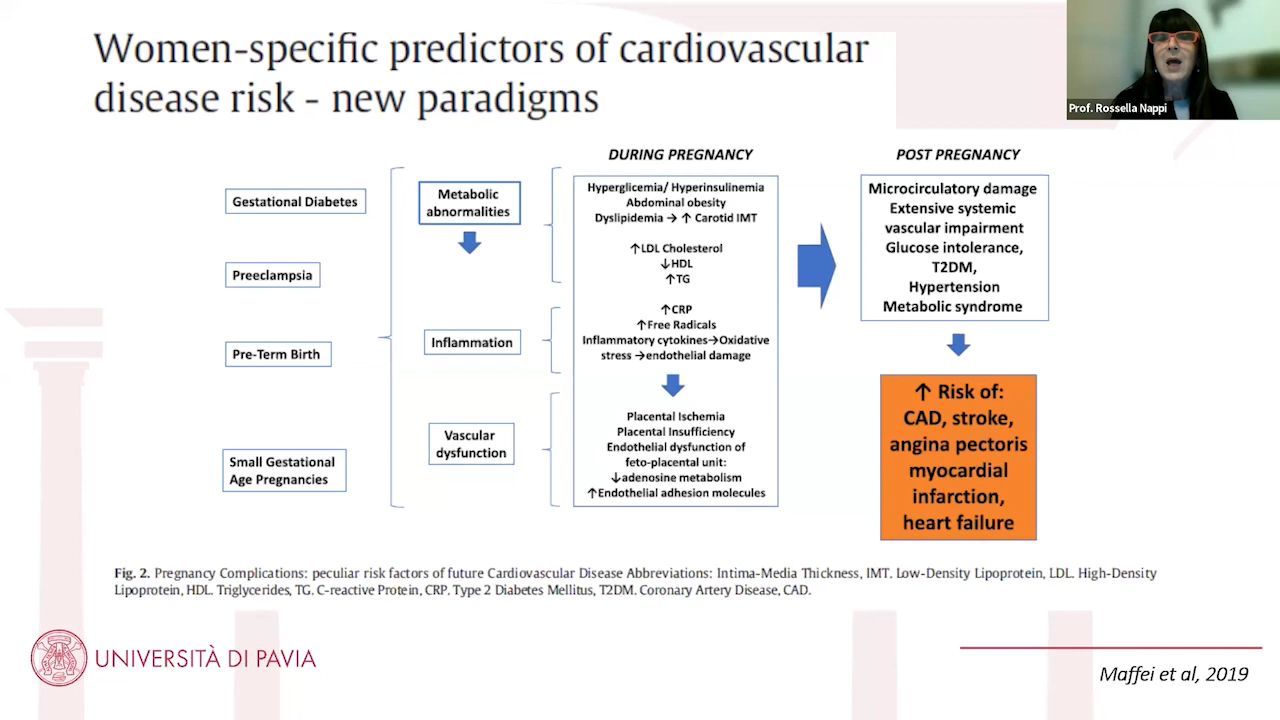 Women-specific predictors of cardiovascular
disease risk - new paradigms
Prof. Rossella Nappi
DURING PREGNANCY
POST PREGNANCY
Gestational Diabetes
Preeclampsia
Pre-Term Birth
Small Gestational
Age Pregnancies
Metabolic
abnormalities
Inflammation
Vascular
dysfunction
Hyperglicemia/ Hyperinsulinemia
Abdominal obesity
Dyslipidemia → ↑ Carotid IMT
↑LDL Cholesterol
↓HDL
↑TG
↑CRP
↑Free Radicals
Inflammatory cytokines→Oxidative
stress →endothelial damage
Placental Ischemia
Placental Insufficiency
Endothelial dysfunction of
feto-placental unit:
↓adenosine metabolism
↑Endothelial adhesion molecules
Microcirculatory damage
Extensive systemic
vascular impairment
Glucose intolerance,
T2DM,
Hypertension
Metabolic syndrome
↑ Risk of:
CAD, stroke,
angina pectoris
myocardial
infarction,
heart failure
Fig. 2. Pregnancy Complications: peculiar risk factors of future Cardiovascular Disease Abbreviations: Intima-Media Thickness, IMT. Low-Density Lipoprotein, LDL. High-Density
Lipoprotein, HDL. Triglycerides, TG. C-reactive Protein, CRP. Type 2 Diabetes Mellitus, T2DM. Coronary Artery Disease, CAD.
UNIVERSITÀ DI PAVIA
Maffei et al, 2019